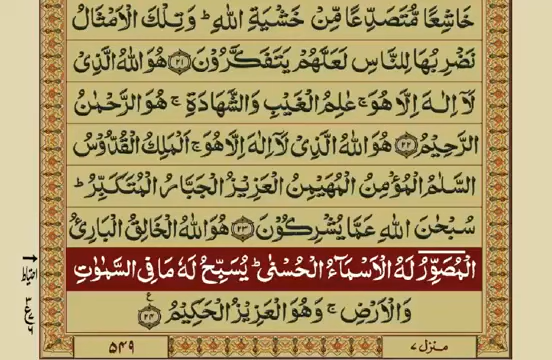 خَاشِعًا مُّتَصَدِّعًا مِّنْ خَشْيَةِ اللّٰهِ ؕ وَتِلْكَ الْاَمْثَالُ
نَضْرِبُهَا لِلنَّاسِ لَعَلَّهُمْ يَتَفَكَّرُوْنَ ﴿۲۱﴾ هُوَ اللّٰهُ الَّذِىْ
لَاۤ اِلٰهَ اِلَّا هُوَ ۚ عٰلِمُ الْغَيْبِ وَالشَّهَادَةِ ۚ هُوَ الرَّحْمٰنُ
الرَّحِيْمُ ﴿۲۲﴾ هُوَ اللّٰهُ الَّذِىْ لَاۤ اِلٰهَ اِلَّا هُوَ ۚ اَلْمَلِكُ الْقُدُّوْسُ
السَّلٰمُ الْمُؤْمِنُ الْمُهَيْمِنُ الْعَزِيْزُ الْجَبَّارُ الْمُتَكَبِّرُ ؕ
سُبْحٰنَ اللّٰهِ عَمَّا يُشْرِكُوْنَ ﴿۲۳﴾ هُوَ اللّٰهُ الْخَالِقُ الْبَارِئُ
الْمُصَوِّرُ لَهُ الْاَسْمَآءُ الْحُسْنٰى ؕ يُسَبِّحُ لَهٗ مَا فِى السَّمٰوٰتِ
وَالْاَرْضِ ۚ وَهُوَ الْعَزِيْزُ الْحَكِيْمُ ﴿۲۴﴾ ع
منزل ۷
۵۴۹